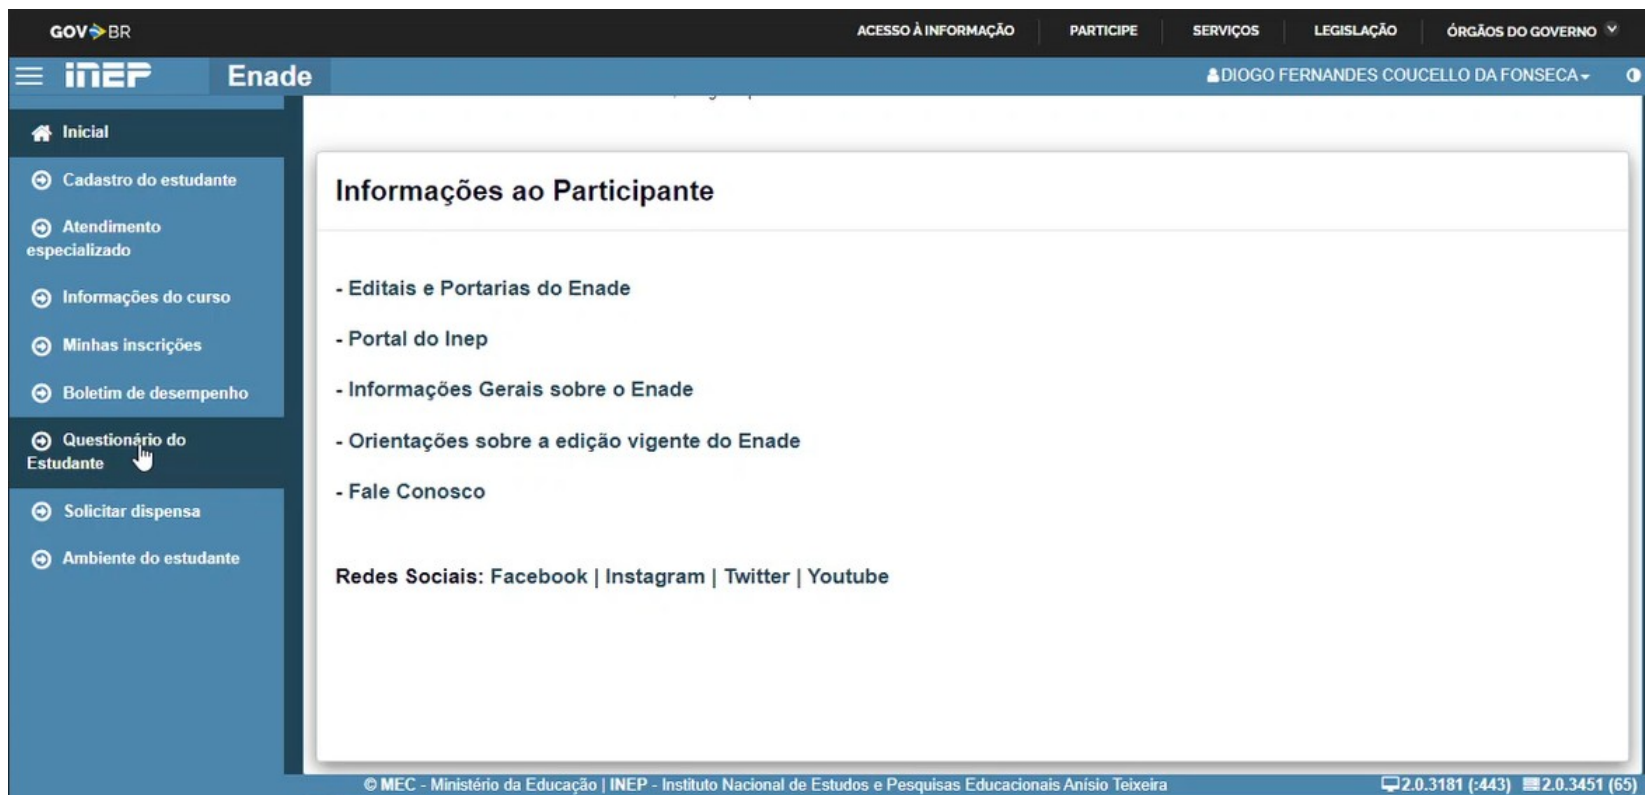 GOV BR
ACESSO À INFORMAÇÃO
PARTICIPE
SERVIÇOS
LEGISLAÇÃO
ÓRGÃOS DO GOVERNO
inep
Enade
DIOGO FERNANDES COUCELLO DA FONSECA
Inicial
Cadastro do estudante
Atendimento
especializado
Informações do curso
Minhas inscrições
Boletim de desempenho
Questionário do
Estudante
Solicitar dispensa
Ambiente do estudante
Informações ao Participante
- Editais e Portarias do Enade
- Portal do Inep
- Informações Gerais sobre o Enade
- Orientações sobre a edição vigente do Enade
- Fale Conosco
Redes Sociais: Facebook | Instagram | Twitter | Youtube
© MEC - Ministério da Educação | INEP - Instituto Nacional de Estudos e Pesquisas Educacionais Anísio Teixeira
2.0.3181 (:443) 2.0.3451 (65)